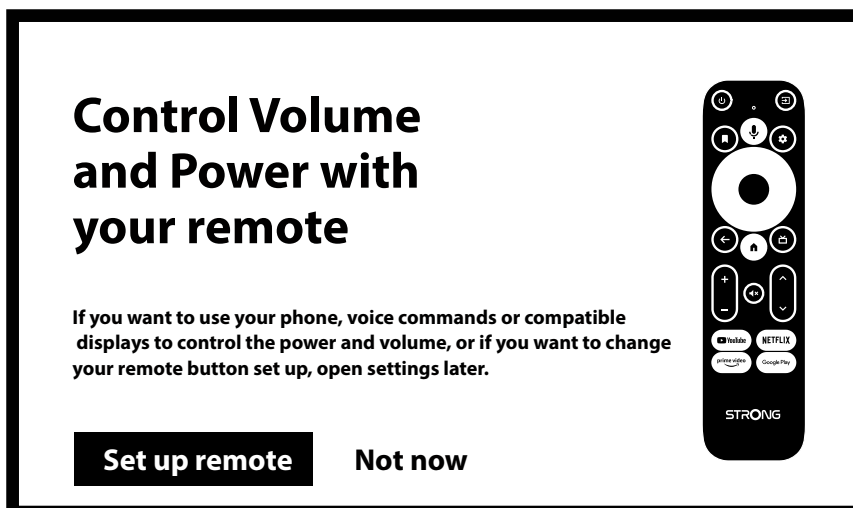 Control Volume
and Power with
your remote
If you want to use your phone, voice commands or compatible
displays to control the power and volume, or if you want to change
your remote button set up, open settings later.
Set up remote
Not now
YouTube
NETFLIX
prime video
Google Play
STRONG